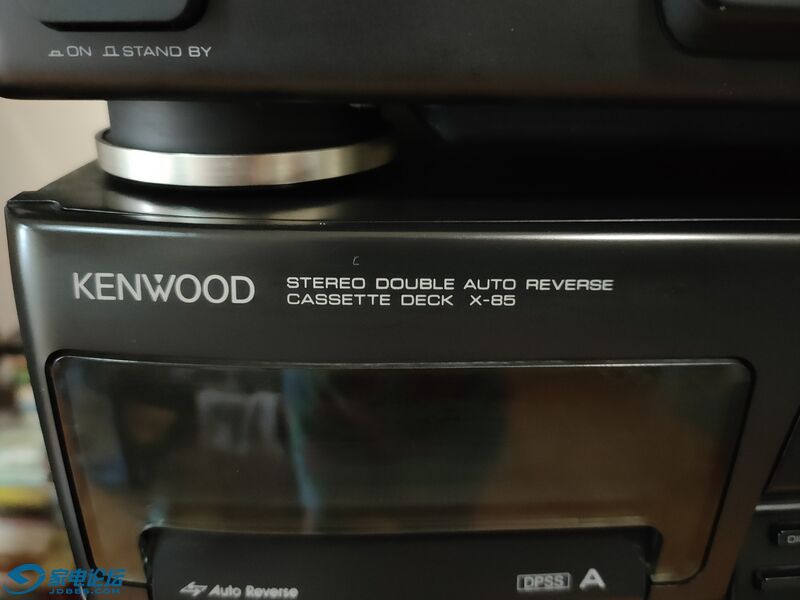 ON STAND BY
KENWOOD
STEREO DOUBLE AUTO REVERSE
CASSETTE DECK X-85
Auto Reverse
DPSS A
家电论坛
JDBBS.COM